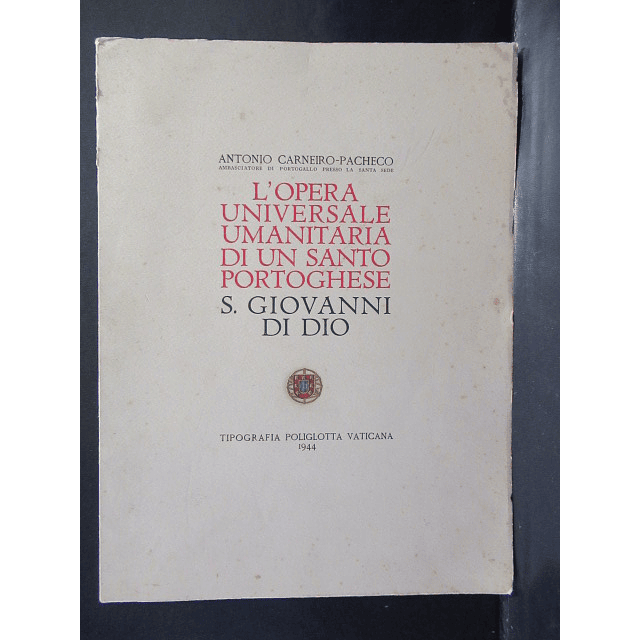 ANTONIO CARNEIRO-PACHECO
AMBASCIATORE DI PORTOGALLO PRESSO LA SANTA SEDE
L'OPERA
UNIVERSALE
UMANITARIA
DI UN SANTO
PORTOGHESE
S. GIOVANNI
DI DIO
TIPOGRAFIA POLIGLOTTA VATICANA
1944